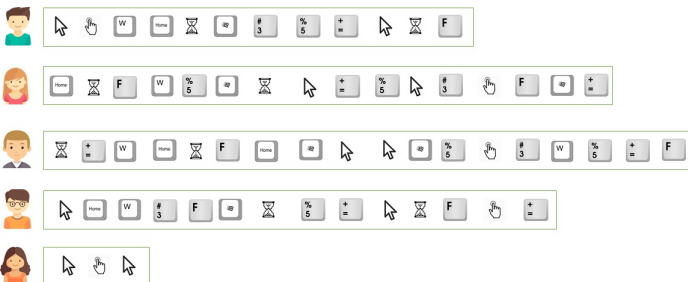 W Home # 3 % 5 + = F
Home F W % 5 + = % 5 # 3 F + =
+ = W Home F Home % 5 # 3 W % 5 + = F
Home W # 3 F % 5 + = F + =